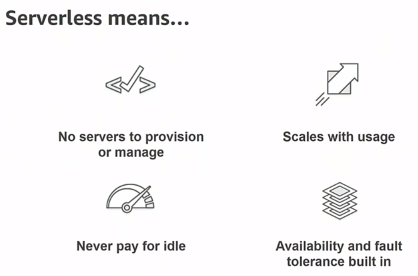 Serverless means...
No servers to provision
or manage
Scales with usage
Never pay for idle
Availability and fault
tolerance built in